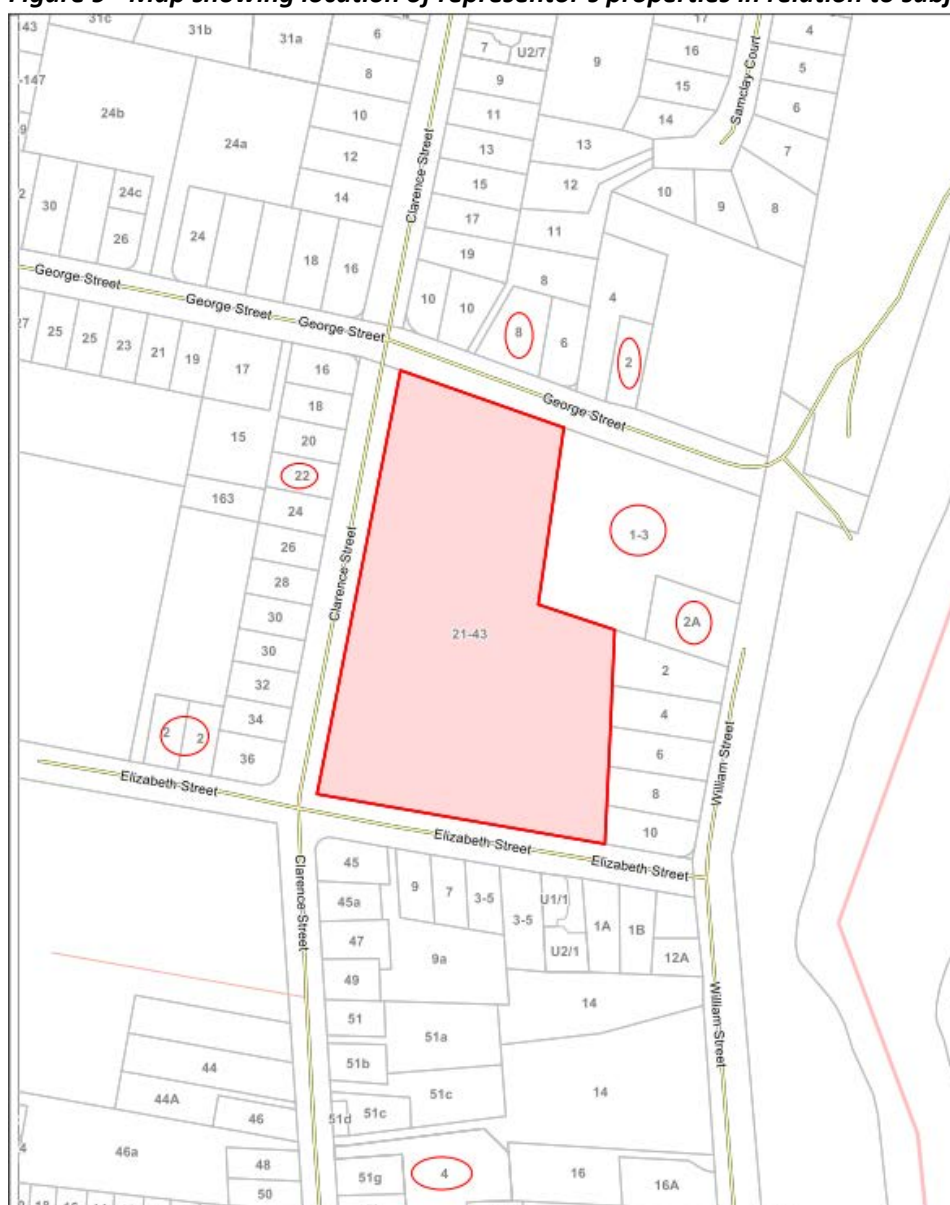 Figure 5 - Map showing location of representor's properties in relation to subj
31c 31b 31a 6 7 U2/7 9 17 4
143 16 5
8 9 15 Samclay Court 6
-147
24b 10 11 14
24a 12 13 13 7
Clarence Street
24c 14 15 12 10 9 8
30 17 11
26 24 18 16 19 8
George Street 10 10 4
George Street 8 6 2
George Street
27 25 25 23 21 19 17 16
George Street
18
15 20
22
163 24 1-3
26
Clarence Street
28
30 21-43 2A
30 2
32 4
34 6 William Street
2 2 36 8
Elizabeth Street 10
Elizabeth Street
Elizabeth Street
Clarence Street
45 9 7 3-5 3-5 U1/1 1A 1B
45a
47 9a U2/1 12A
49
51 51a 14 William Street
51b
44 14
44A 51c
46 51d 51c
46a
48 51g 4 16 16A
50